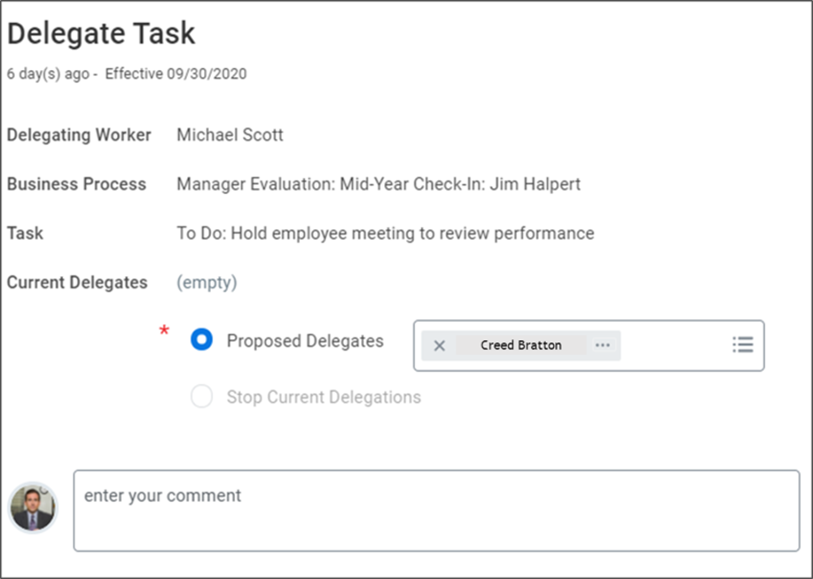 Delegate Task
6 day(s) ago - Effective 09/30/2020
Delegating Worker Michael Scott
Business Process Manager Evaluation: Mid-Year Check-In: Jim Halpert
Task To Do: Hold employee meeting to review performance
Current Delegates (empty)
* Proposed Delegates × Creed Bratton ...
Stop Current Delegations
enter your comment